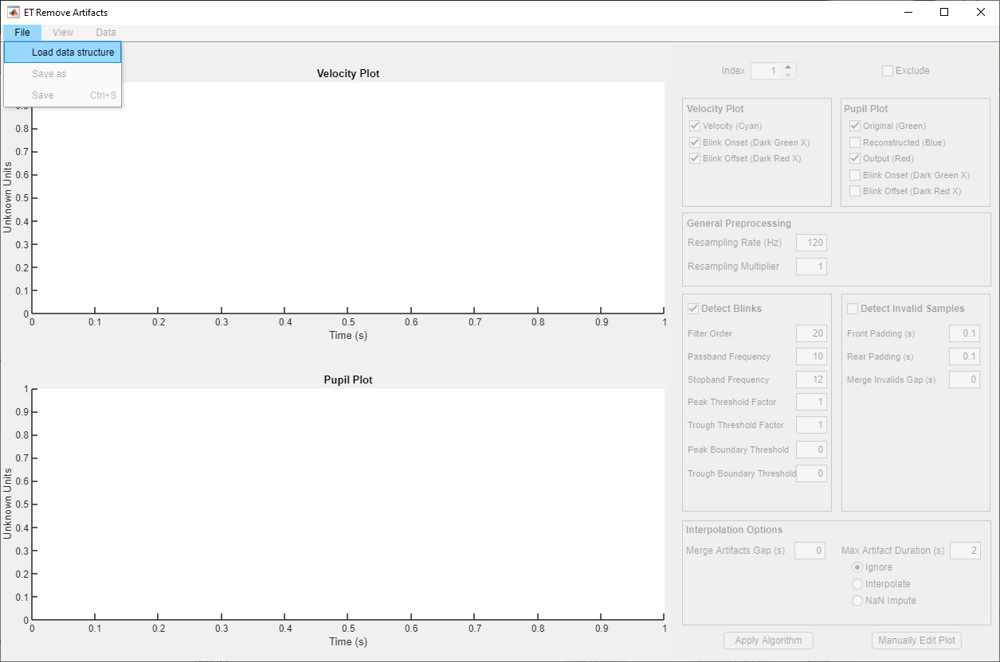 ET Remove Artifacts
File View Data
Load data structure
Save as
Save Ctrl+S
Velocity Plot
0.9
0.8
0.7
0.6
0.5
0.4
0.3
0.2
0.1
0
Unknown Units
0 0.1 0.2 0.3 0.4 0.5 0.6 0.7 0.8 0.9 1
Time (s)
Pupil Plot
1
0.9
0.8
0.7
0.6
0.5
0.4
0.3
0.2
0.1
0
Unknown Units
0 0.1 0.2 0.3 0.4 0.5 0.6 0.7 0.8 0.9 1
Time (s)
Index 1
Exclude
Velocity Plot
Velocity (Cyan)
Blink Onset (Dark Green X)
Blink Offset (Dark Red X)
Pupil Plot
Original (Green)
Reconstructed (Blue)
Output (Red)
Blink Onset (Dark Green X)
Blink Offset (Dark Red X)
General Preprocessing
Resampling Rate (Hz) 120
Resampling Multiplier 1
Detect Blinks
Filter Order 20
Passband Frequency 10
Stopband Frequency 12
Peak Threshold Factor 1
Trough Threshold Factor 1
Peak Boundary Threshold 0
Trough Boundary Threshold 0
Detect Invalid Samples
Front Padding (s) 0.1
Rear Padding (s) 0.1
Merge Invalids Gap (s) 0
Interpolation Options
Merge Artifacts Gap (s) 0
Max Artifact Duration (s) 2
Ignore
Interpolate
NaN Impute
Apply Algorithm
Manually Edit Plot